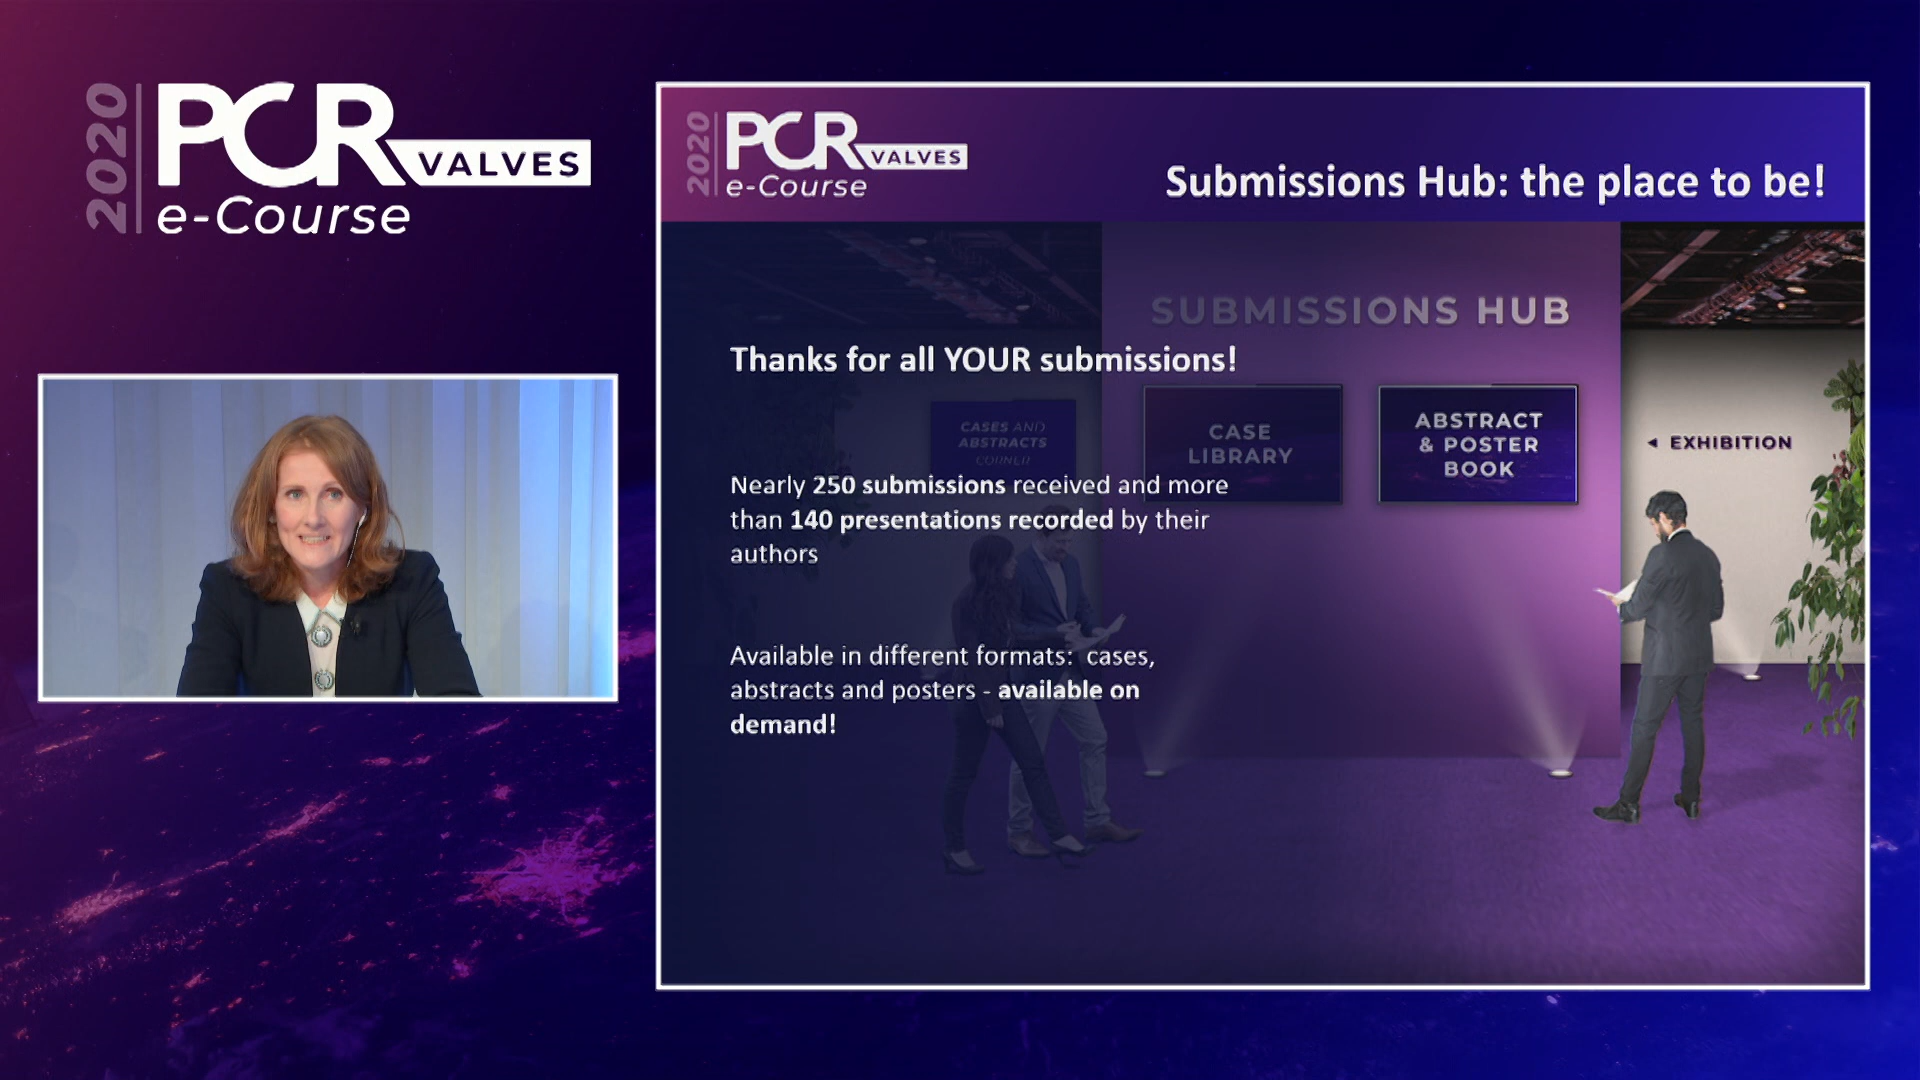 2020
PCR VALVES
e-Course
2020
PCR VALVES
e-Course
Submissions Hub: the place to be!
SUBMISSIONS HUB
Thanks for all YOUR submissions!
CASES AND
ABSTRACTS
CORNER
CASE
LIBRARY
ABSTRACT
& POSTER
BOOK
◂ EXHIBITION
Nearly 250 submissions received and more
than 140 presentations recorded by their
authors
Available in different formats: cases,
abstracts and posters - available on
demand!